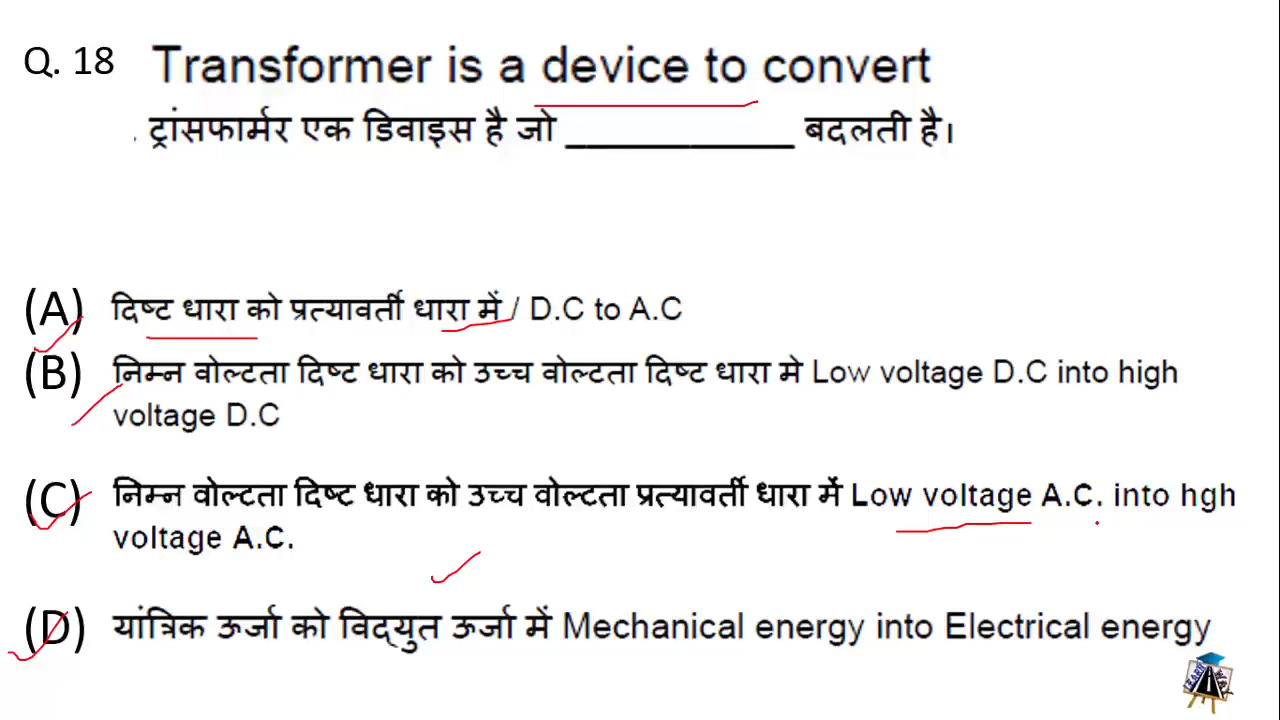 Q. 18 Transformer is a device to convert
. ट्रांसफार्मर एक डिवाइस है जो ____________ बदलती है।
(A) दिष्ट धारा को प्रत्यावर्ती धारा में / D.C to A.C
(B) निम्न वोल्टता दिष्ट धारा को उच्च वोल्टता दिष्ट धारा मे Low voltage D.C into high
voltage D.C
(C) निम्न वोल्टता दिष्ट धारा को उच्च वोल्टता प्रत्यावर्ती धारा में Low voltage A.C. into hgh
voltage A.C.
(D) यांत्रिक ऊर्जा को विद्युत ऊर्जा में Mechanical energy into Electrical energy